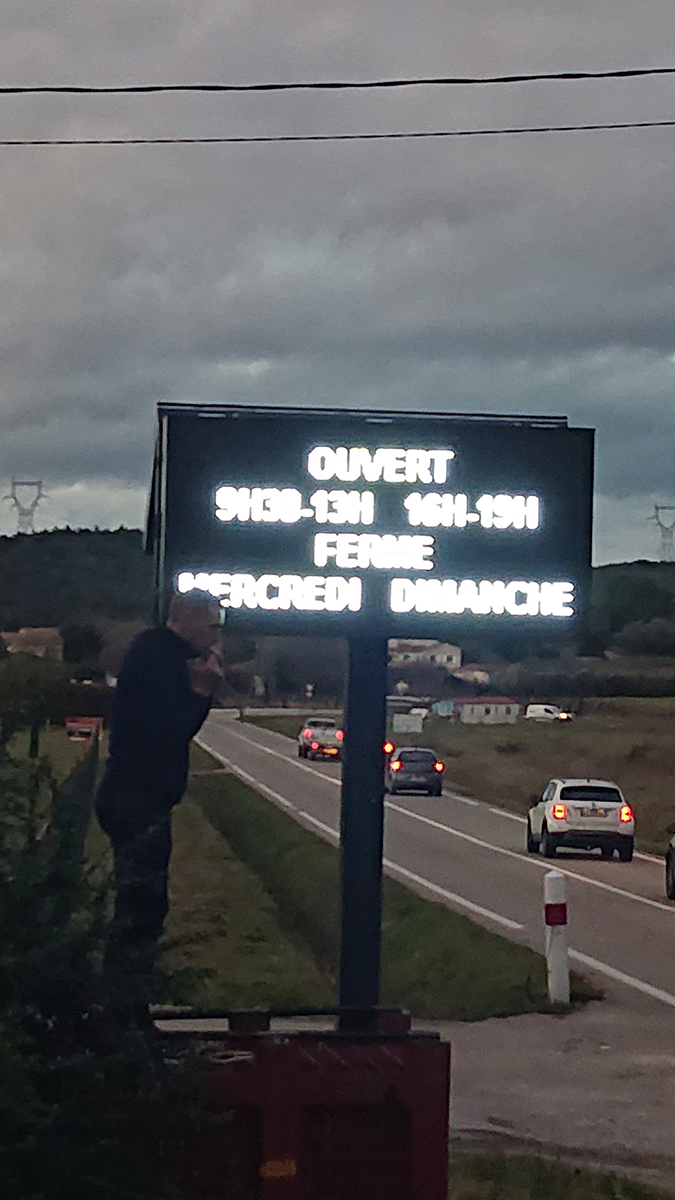 OUVERT
9H30-13H 16H-19H
FERME
MERCREDI DIMANCHE